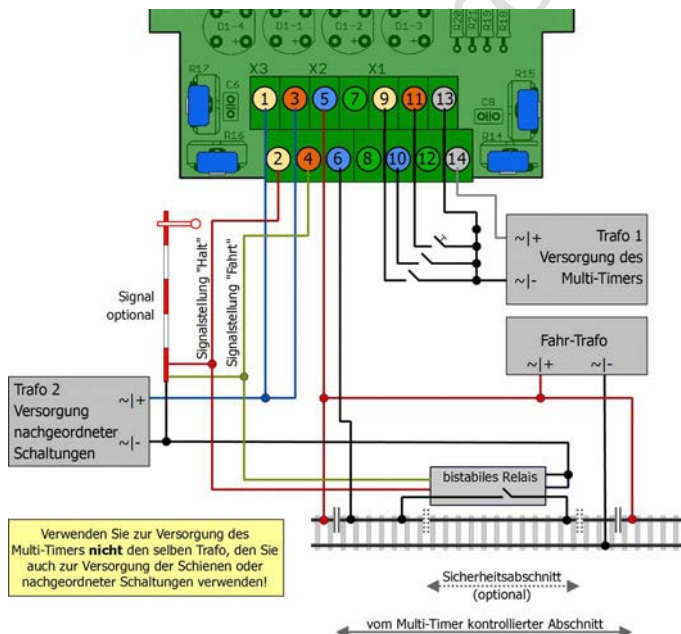 D1-4
D1-1
D1-2
D1-3
R20
R21
R19
R18
R17
C6
X3
X2
X1
R15
C8
R16
R14
1 3 5 7 9 11 13
2 4 6 8 10 12 14
Signal
optional
Signalstellung "Halt"
Signalstellung "Fahrt"
~|+
~|-
Trafo 1
Versorgung des
Multi-Timers
Fahr-Trafo
~|+
~|-
Trafo 2
Versorgung
nachgeordneter
Schaltungen
~|+
~|-
bistabiles Relais
Verwenden Sie zur Versorgung des
Multi-Timers nicht den selben Trafo, den Sie
auch zur Versorgung der Schienen oder
nachgeordneter Schaltungen verwenden!
Sicherheitsabschnitt
(optional)
vom Multi-Timer kontrollierter Abschnitt